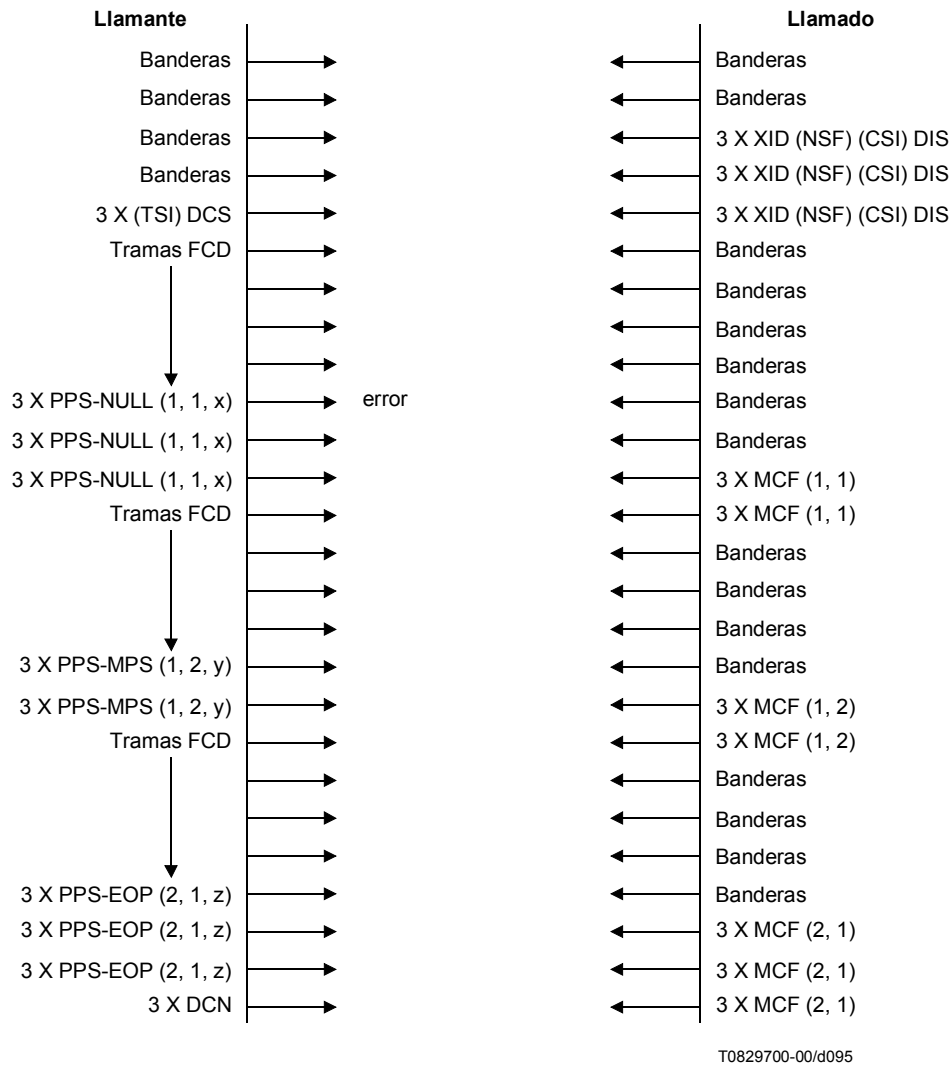 Llamante Llamado
Banderas Banderas
Banderas Banderas
Banderas 3 X XID (NSF) (CSI) DIS
Banderas 3 X XID (NSF) (CSI) DIS
3 X (TSI) DCS 3 X XID (NSF) (CSI) DIS
Tramas FCD Banderas
Banderas
Banderas
Banderas
3 X PPS-NULL (1, 1, x) error Banderas
3 X PPS-NULL (1, 1, x) Banderas
3 X PPS-NULL (1, 1, x) 3 X MCF (1, 1)
Tramas FCD 3 X MCF (1, 1)
Banderas
Banderas
Banderas
3 X PPS-MPS (1, 2, y) Banderas
3 X PPS-MPS (1, 2, y) 3 X MCF (1, 2)
Tramas FCD 3 X MCF (1, 2)
Banderas
Banderas
Banderas
3 X PPS-EOP (2, 1, z) Banderas
3 X PPS-EOP (2, 1, z) 3 X MCF (2, 1)
3 X PPS-EOP (2, 1, z) 3 X MCF (2, 1)
3 X DCN 3 X MCF (2, 1)
T0829700-00/d095